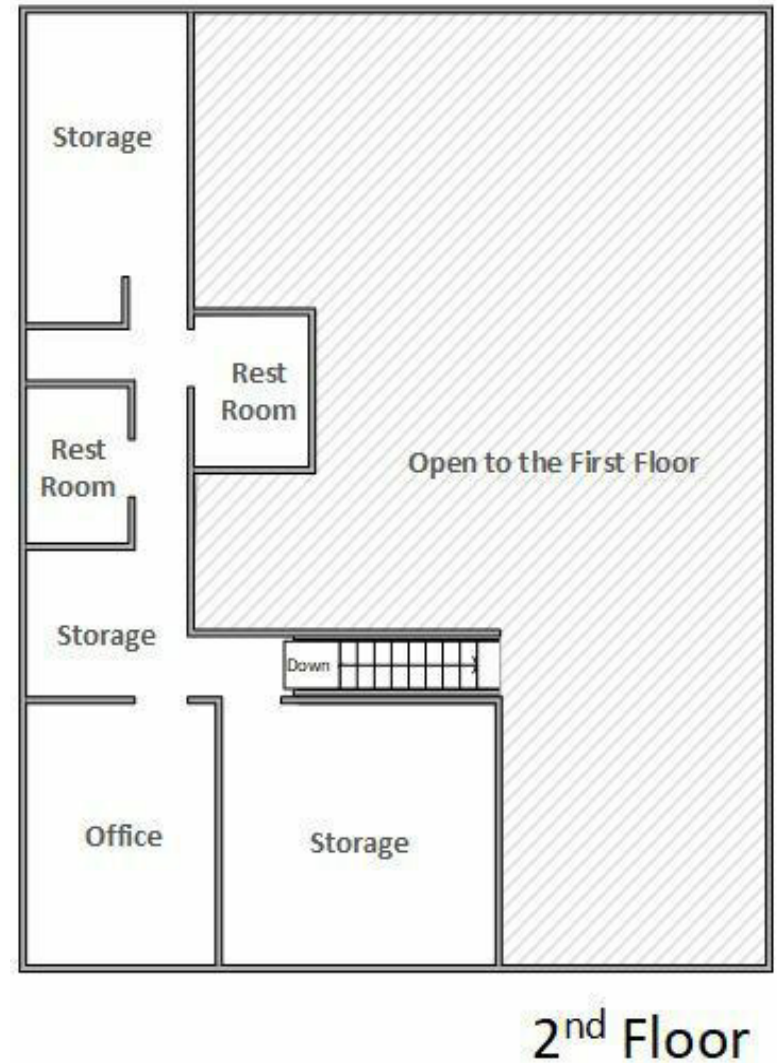 Storage
Rest
Room
Rest
Room
Open to the First Floor
Storage
Down
Office
Storage
2nd Floor